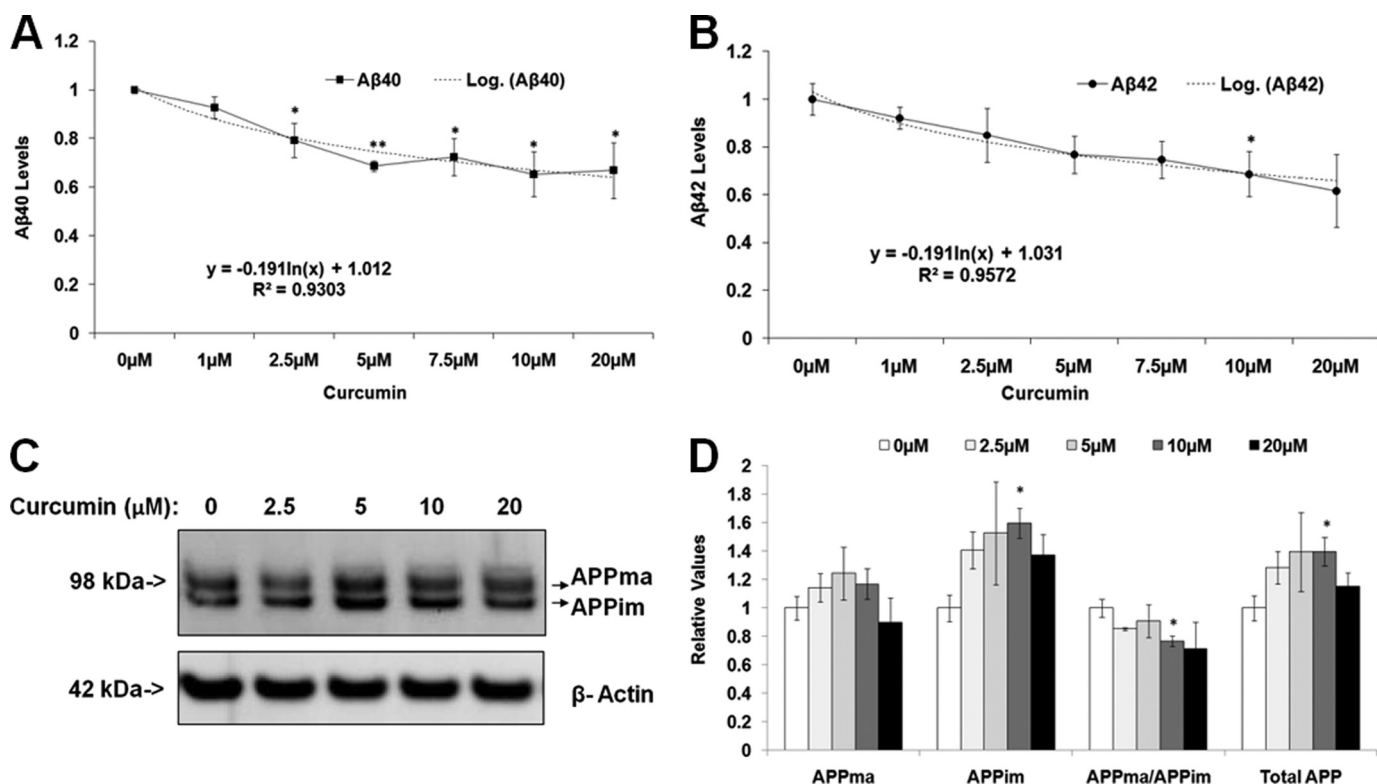 A
1.2
1
0.8
0.6
0.4
0.2
0
Aβ40 Levels
Aβ40
Log. (Aβ40)
*
**
*
*
*
y = -0.191ln(x) + 1.012
R² = 0.9303
0µM
1µM
2.5µM
5µM
7.5µM
10µM
20µM
Curcumin
B
1.2
1
0.8
0.6
0.4
0.2
0
Aβ42 Levels
Aβ42
Log. (Aβ42)
*
y = -0.191ln(x) + 1.031
R² = 0.9572
0µM
1µM
2.5µM
5µM
7.5µM
10µM
20µM
Curcumin
C
Curcumin (µM): 0 2.5 5 10 20
98 kDa->
APPma
APPim
42 kDa->
β- Actin
D
0µM
2.5µM
5µM
10µM
20µM
2
1.8
1.6
1.4
1.2
1
0.8
0.6
0.4
0.2
0
Relative Values
*
*
*
APPma
APPim
APPma/APPim
Total APP